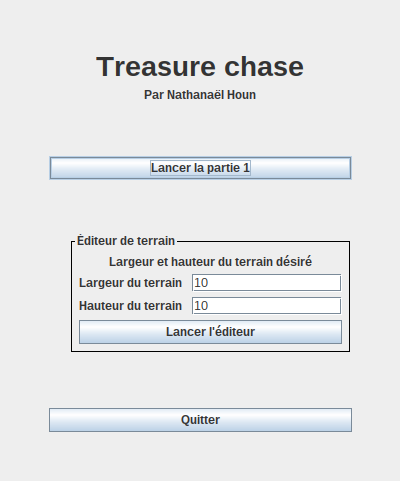 Treasure chase
Par Nathanaël Houn
Lancer la partie 1
Éditeur de terrain
Largeur et hauteur du terrain désiré
Largeur du terrain 10
Hauteur du terrain 10
Lancer l'éditeur
Quitter